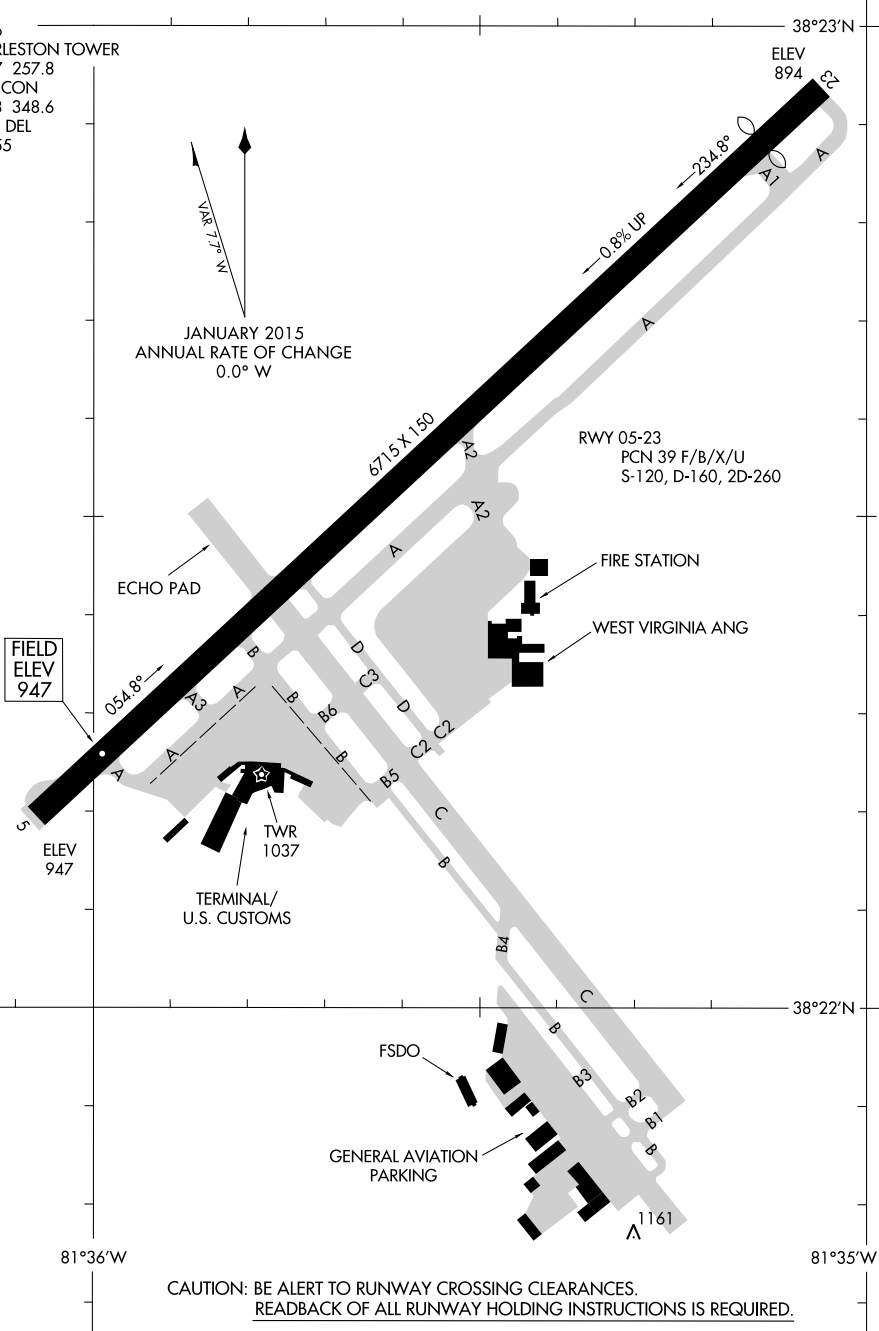 38°23'N
TOWER
257.8
CON
348.6
DEL
ELEV
894
23
A
A1
234.8°
0.8% UP
VAR 7.7° W
JANUARY 2015
ANNUAL RATE OF CHANGE
0.0° W
A
6715 X 150
A2
RWY 05-23
PCN 39 F/B/X/U
S-120, D-160, 2D-260
A2
A
ECHO PAD
FIRE STATION
WEST VIRGINIA ANG
FIELD
ELEV
947
054.8°
B
D
C3
A
A3
B
B6
D
C2
C2
A
A
B
B5
5
ELEV
947
TWR
1037
C
B
TERMINAL/
U.S. CUSTOMS
B4
C
38°22'N
B
FSDO
B3
B2
B1
B
GENERAL AVIATION
PARKING
1161
81°36'W
81°35'W
CAUTION: BE ALERT TO RUNWAY CROSSING CLEARANCES.
READBACK OF ALL RUNWAY HOLDING INSTRUCTIONS IS REQUIRED.